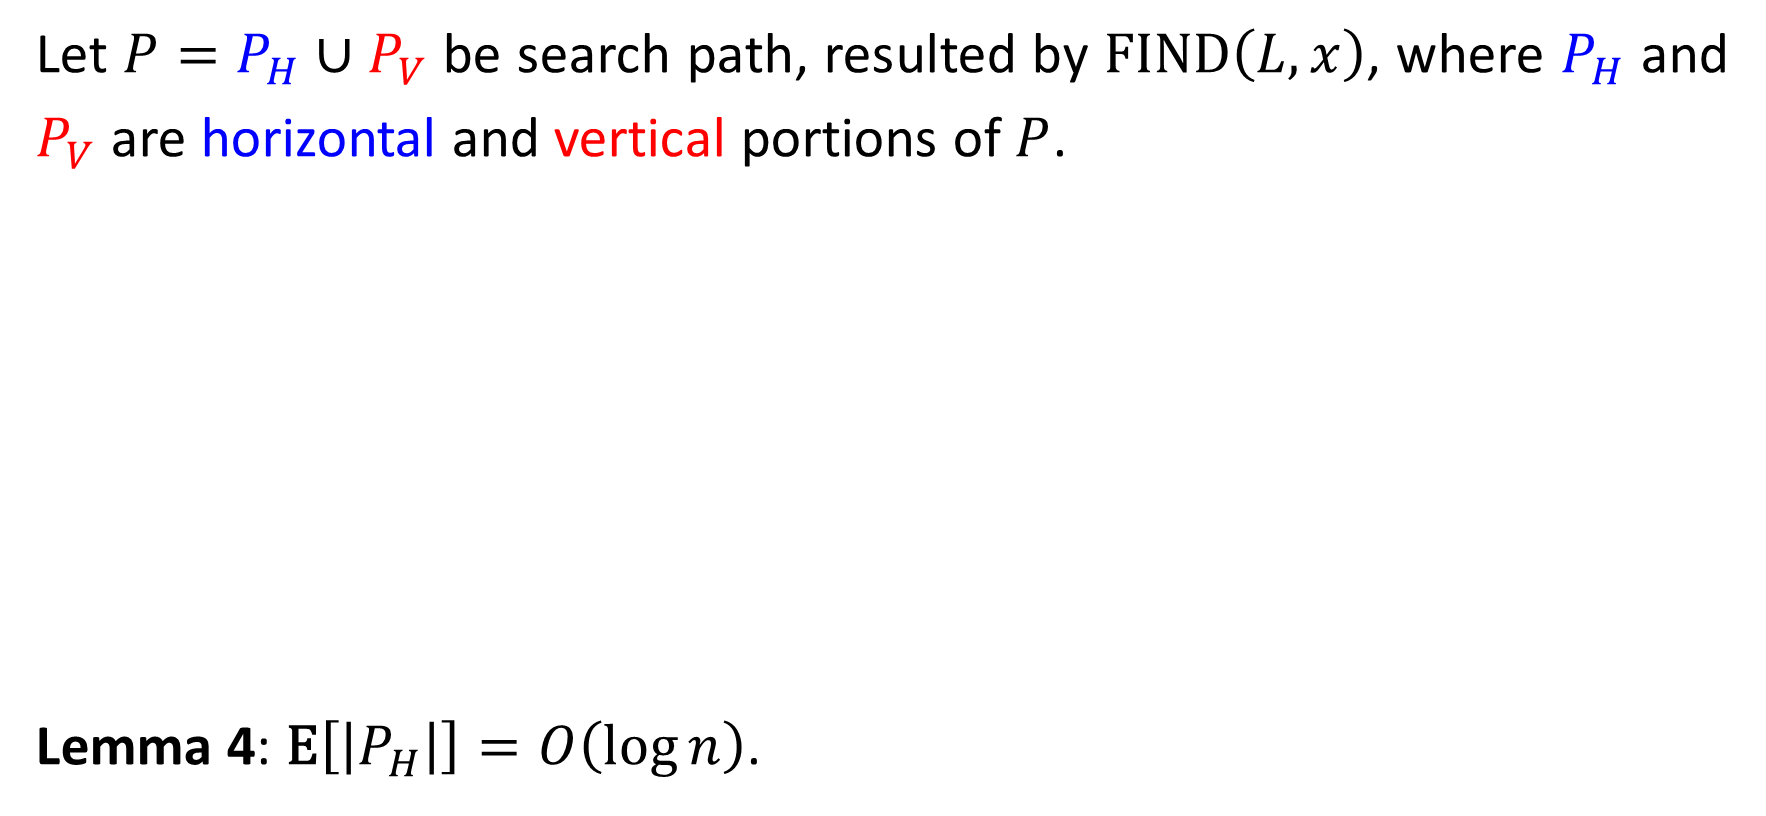 Let P = P_H ∪ P_V be search path, resulted by FIND(L, x), where P_H and
P_V are horizontal and vertical portions of P.
Lemma 4: E[|P_H|] = O(log n).